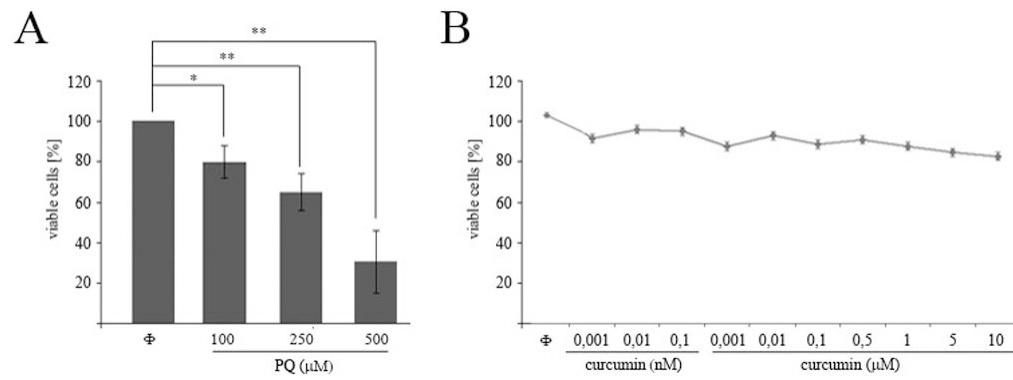 A
**
**
*
120
100
80
60
40
20
viable cells [%]
Φ 100 250 500
PQ (μM)
B
120
100
80
60
40
20
viable cells [%]
Φ 0,001 0,01 0,1 0,001 0,01 0,1 0,5 1 5 10
curcumin (nM) curcumin (μM)